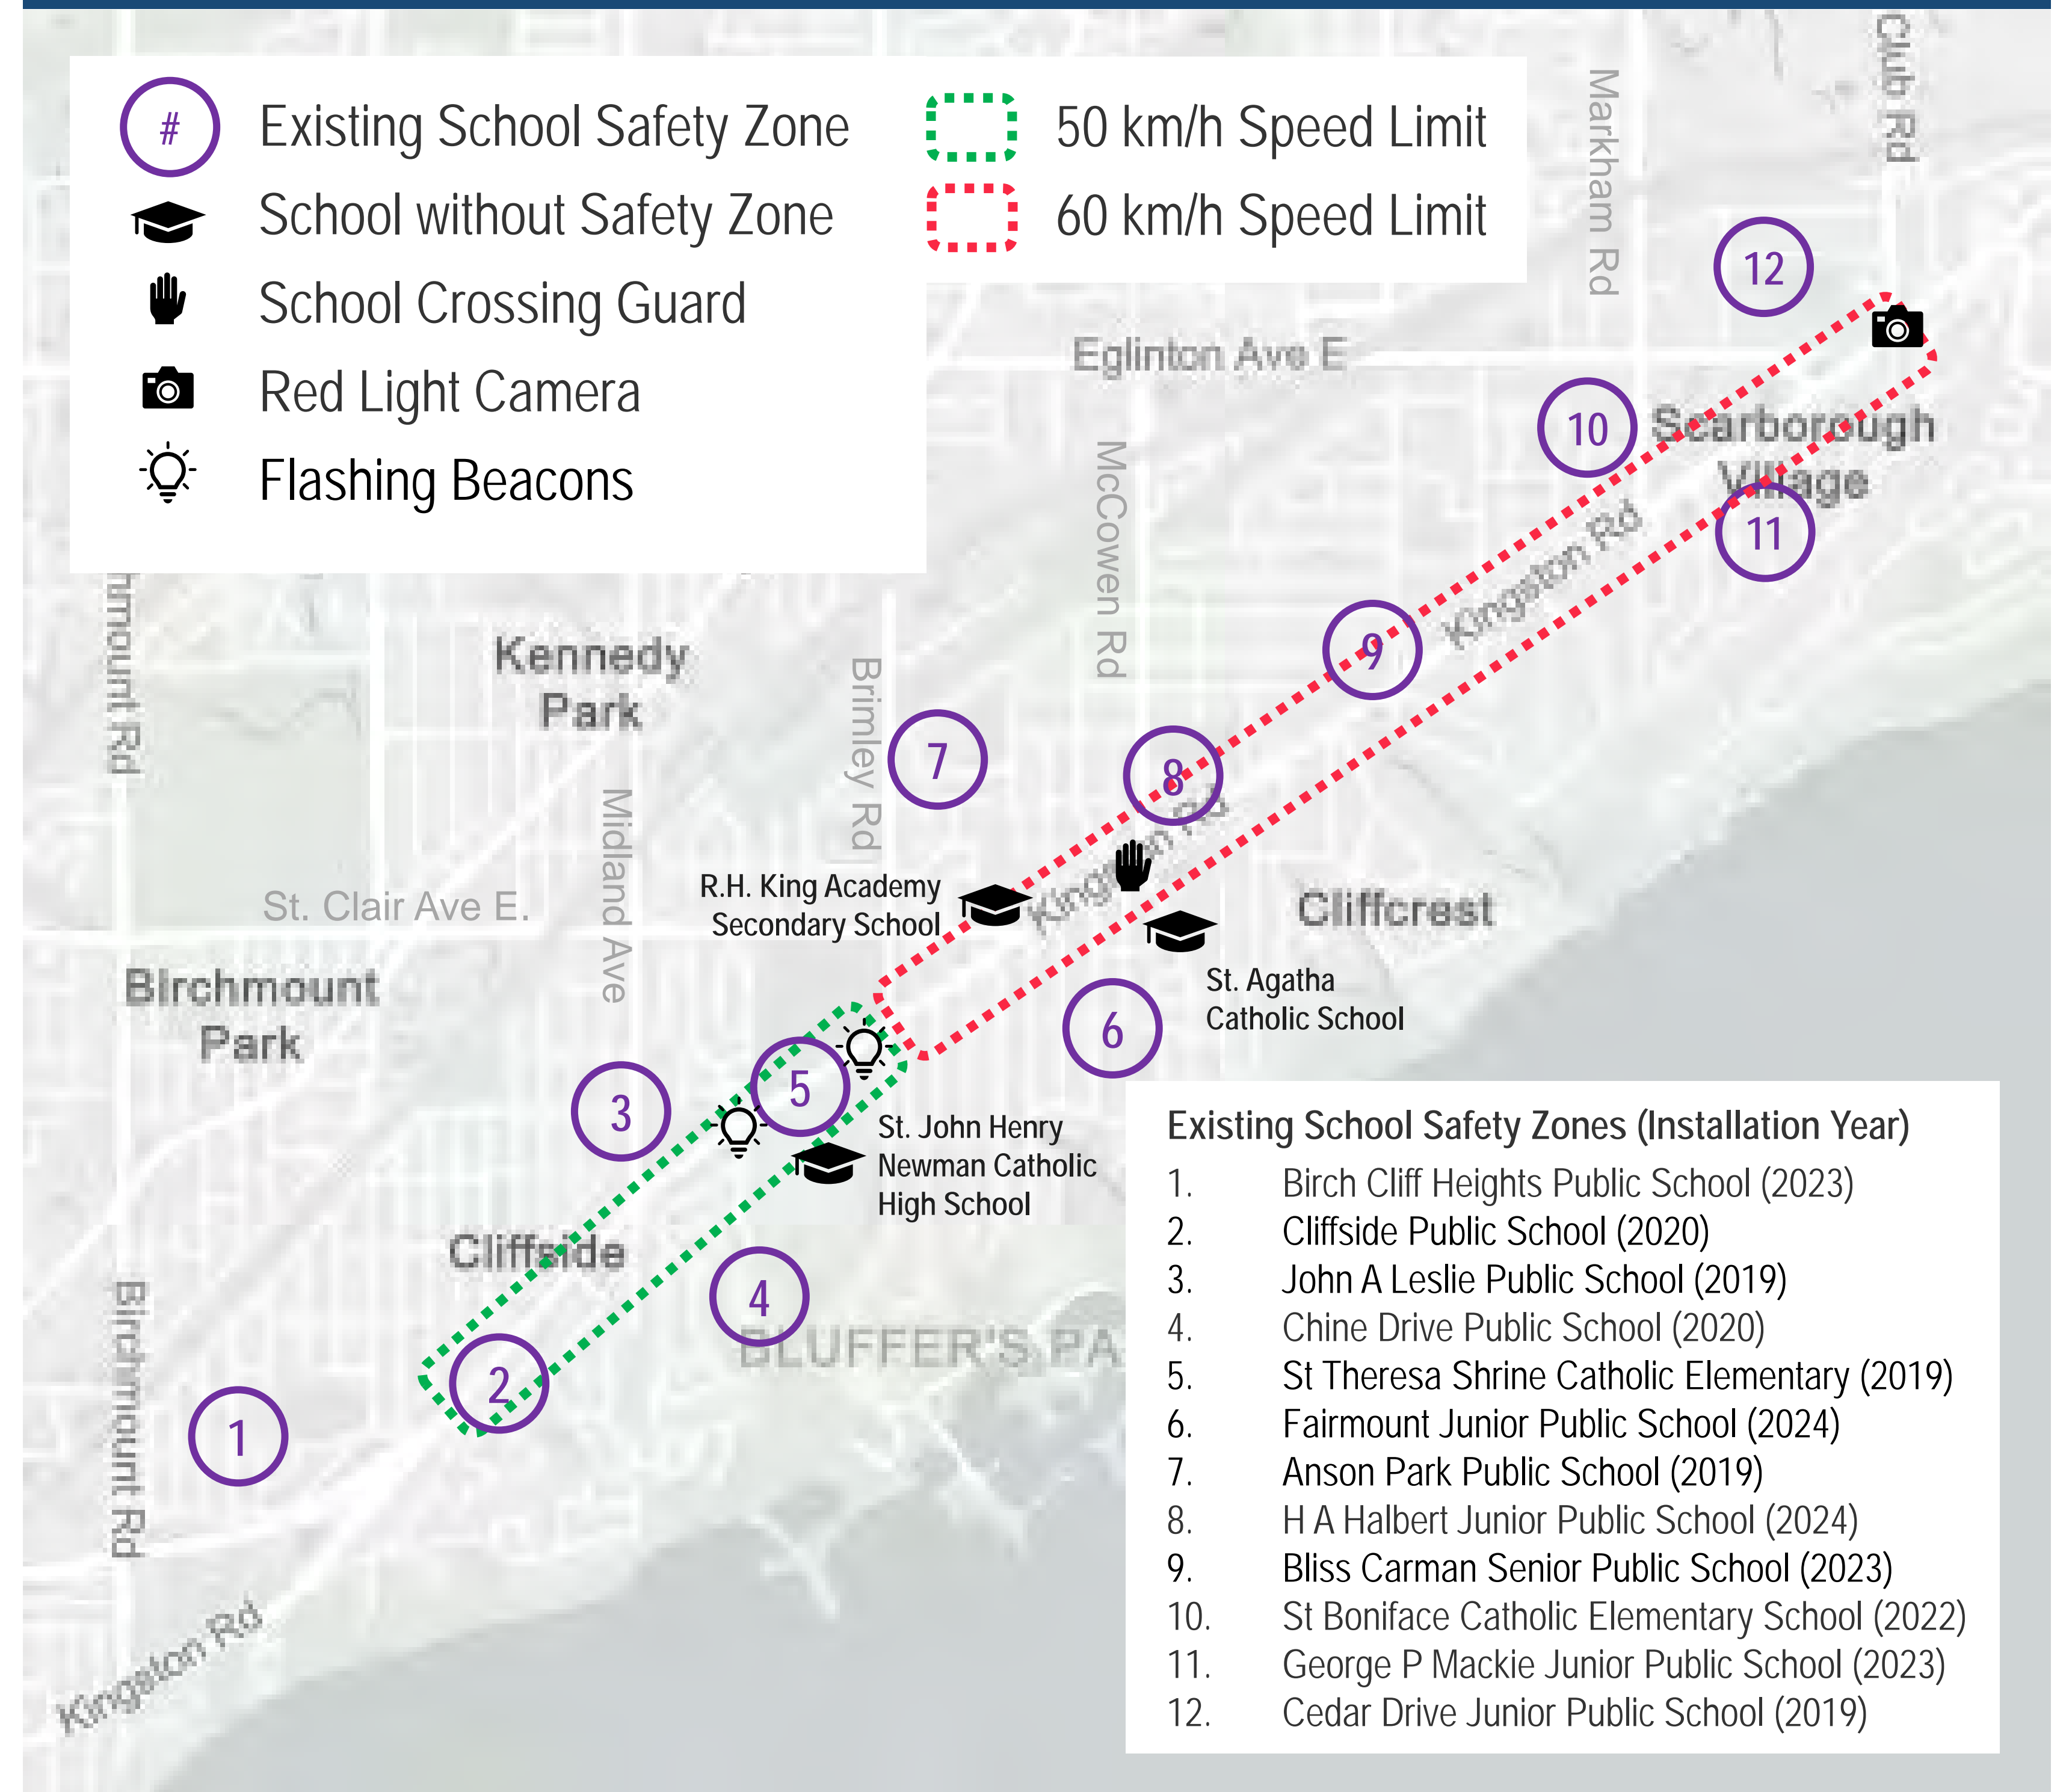 # Existing School Safety Zone
School without Safety Zone
School Crossing Guard
Red Light Camera
Flashing Beacons
50 km/h Speed Limit
60 km/h Speed Limit
Club Rd
Markham Rd
12
Eglinton Ave E
10
Scarborough
Village
11
Kingston Rd
McCowen Rd
9
mount Rd
Kennedy
Park
Brimley Rd
7
8
Midland Ave
Kingston Rd
R.H. King Academy
Secondary School
St. Clair Ave E.
Cliffcrest
St. Agatha
Catholic School
Birchmount
Park
6
5
3
St. John Henry
Newman Catholic
High School
Cliffside
4
BLUFFER'S PA
2
1
Birchmount Rd
Kingston Rd
Existing School Safety Zones (Installation Year)
1. Birch Cliff Heights Public School (2023)
2. Cliffside Public School (2020)
3. John A Leslie Public School (2019)
4. Chine Drive Public School (2020)
5. St Theresa Shrine Catholic Elementary (2019)
6. Fairmount Junior Public School (2024)
7. Anson Park Public School (2019)
8. H A Halbert Junior Public School (2024)
9. Bliss Carman Senior Public School (2023)
10. St Boniface Catholic Elementary School (2022)
11. George P Mackie Junior Public School (2023)
12. Cedar Drive Junior Public School (2019)